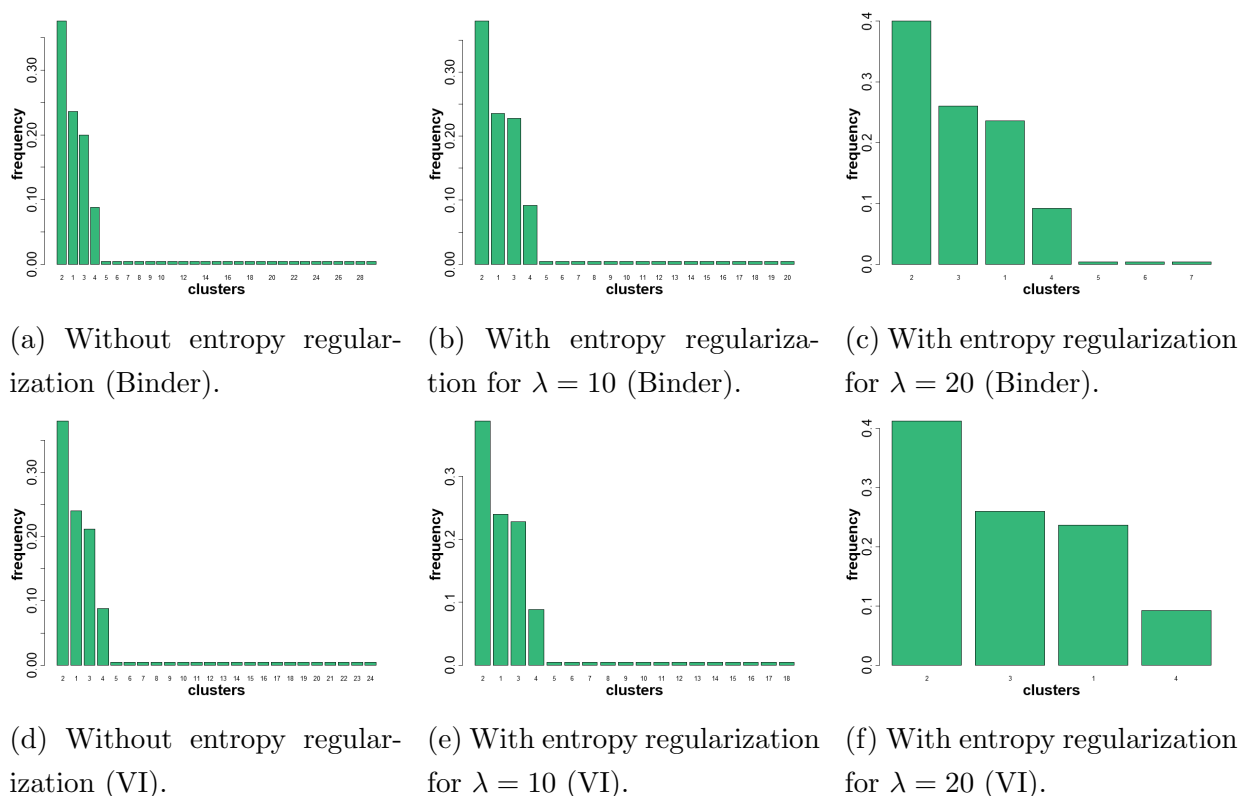 frequency
0.00 0.10 0.20 0.30
2 1 3 4 5 6 7 8 9 10 12 14 16 18 20 22 24 26 28
clusters
frequency
0.00 0.10 0.20 0.30
2 1 3 4 5 6 7 8 9 10 11 12 13 14 15 16 17 18 19 20
clusters
frequency
0.0 0.1 0.2 0.3 0.4
2 3 1 4 5 6 7
clusters
(a) Without entropy regular-
ization (Binder).
(b) With entropy regulariza-
tion for λ = 10 (Binder).
(c) With entropy regularization
for λ = 20 (Binder).
frequency
0.00 0.10 0.20 0.30
2 1 3 4 5 6 7 8 9 10 11 12 13 14 15 16 17 18 19 20 21 22 23 24
clusters
frequency
0.0 0.1 0.2 0.3
2 1 3 4 5 6 7 8 9 10 11 12 13 14 15 16 17 18
clusters
frequency
0.0 0.1 0.2 0.3 0.4
2 3 1 4
clusters
(d) Without entropy regular-
ization (VI).
(e) With entropy regularization
for λ = 10 (VI).
(f) With entropy regularization
for λ = 20 (VI).